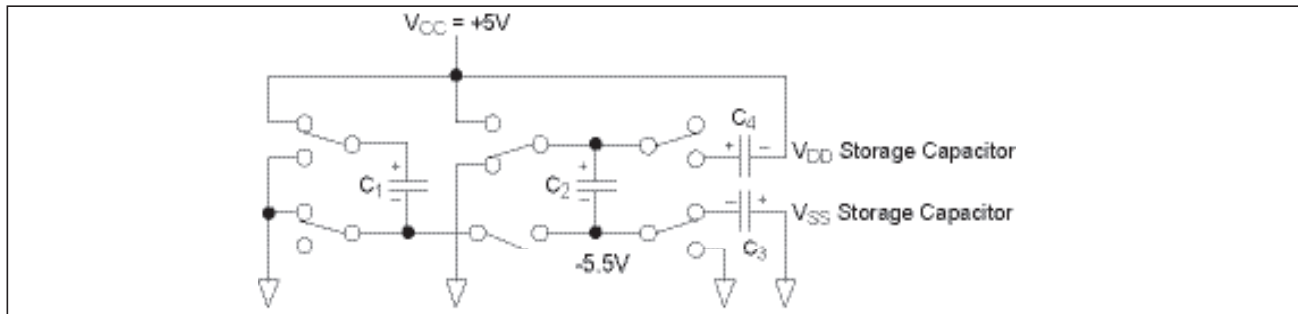 VCC = +5V
C4
+
−
VDD Storage Capacitor
+
C1
−
+
C2
−
−
+
VSS Storage Capacitor
C3
-5.5V